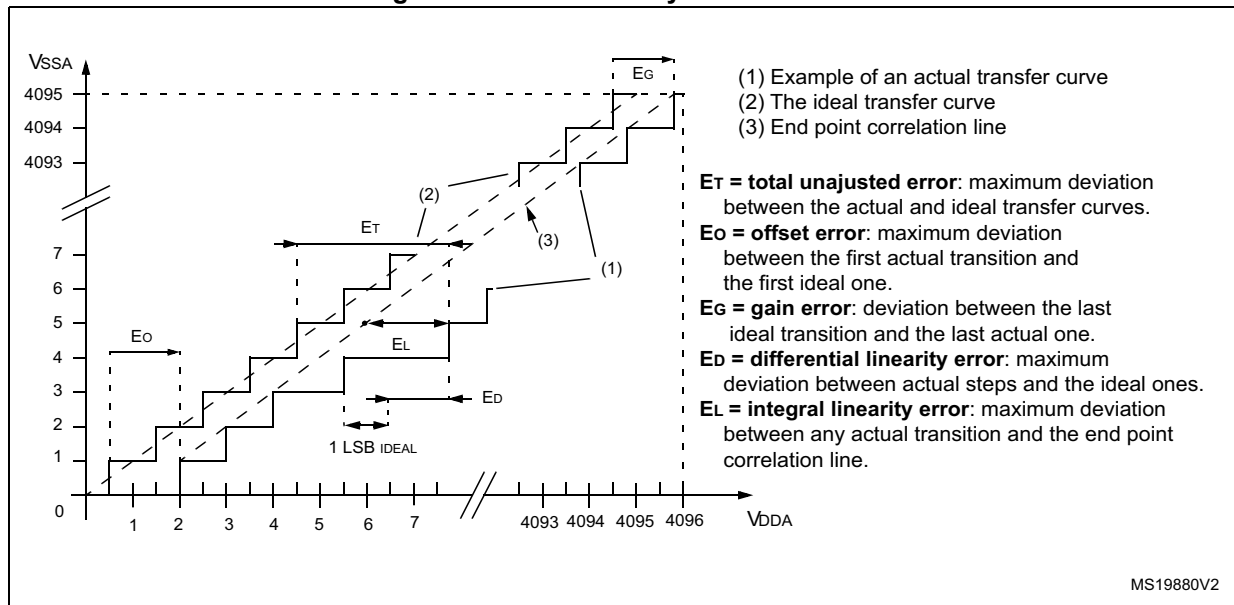 VSSA
4095
4094
4093
7
6
5
4
3
2
1
0
EG
(2)
ET
(3)
(1)
EO
EL
ED
1 LSB IDEAL
1 2 3 4 5 6 7 4093 4094 4095 4096
VDDA
(1) Example of an actual transfer curve
(2) The ideal transfer curve
(3) End point correlation line
ET = total unajusted error: maximum deviation
between the actual and ideal transfer curves.
EO = offset error: maximum deviation
between the first actual transition and
the first ideal one.
EG = gain error: deviation between the last
ideal transition and the last actual one.
ED = differential linearity error: maximum
deviation between actual steps and the ideal ones.
EL = integral linearity error: maximum deviation
between any actual transition and the end point
correlation line.
MS19880V2